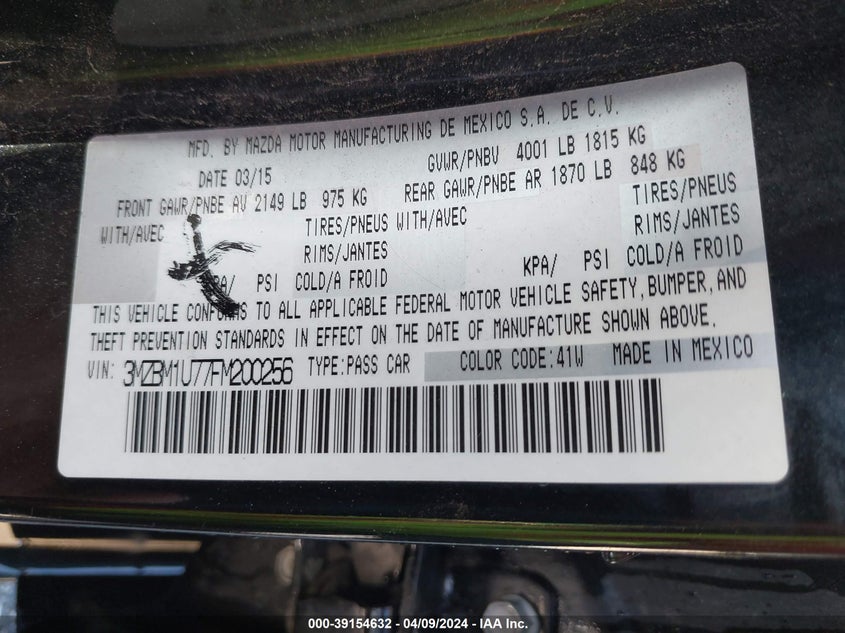 MFD. BY MAZDA MOTOR MANUFACTURING DE MEXICO S.A. DE C.V.
DATE 03/15 GVWR/PNBV 4001 LB 1815 KG
FRONT GAWR/PNBE AV 2149 LB 975 KG REAR GAWR/PNBE AR 1870 LB 848 KG
WITH/AVEC TIRES/PNEUS WITH/AVEC TIRES/PNEUS
RIMS/JANTES RIMS/JANTES
KPA/ PSI COLD/A FROID KPA/ PSI COLD/A FROID
THIS VEHICLE CONFORMS TO ALL APPLICABLE FEDERAL MOTOR VEHICLE SAFETY, BUMPER, AND
THEFT PREVENTION STANDARDS IN EFFECT ON THE DATE OF MANUFACTURE SHOWN ABOVE.
VIN: 3MZBM1U77FM200256 TYPE:PASS CAR COLOR CODE:41W MADE IN MEXICO
000-39154632 - 04/09/2024 - IAA Inc.